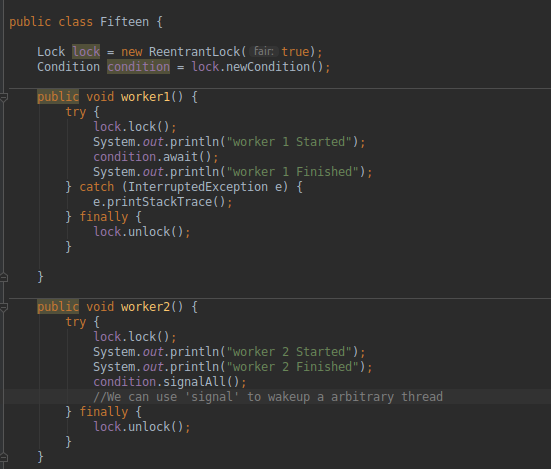 public class Fifteen {
Lock lock = new ReentrantLock( fair: true);
Condition condition = lock.newCondition();
public void worker1() {
try {
lock.lock();
System.out.println("worker 1 Started");
condition.await();
System.out.println("worker 1 Finished");
} catch (InterruptedException e) {
e.printStackTrace();
} finally {
lock.unlock();
}
}
public void worker2() {
try {
lock.lock();
System.out.println("worker 2 Started");
System.out.println("worker 2 Finished");
condition.signalAll();
//We can use 'signal' to wakeup a arbitrary thread
} finally {
lock.unlock();
}
}